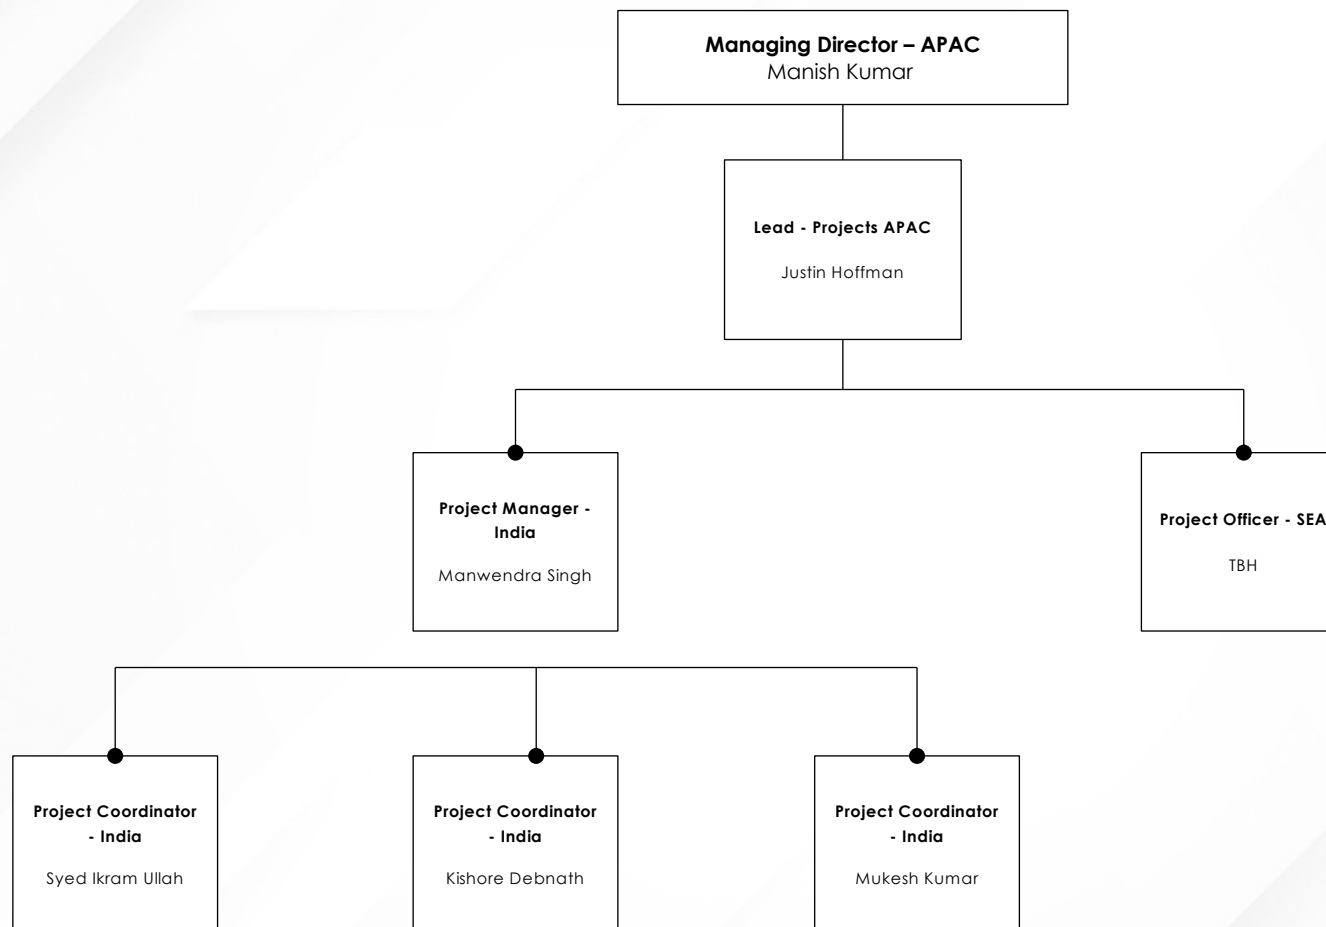 Managing Director – APAC
Manish Kumar
Lead - Projects APAC
Justin Hoffman
Project Manager -
India
Manwendra Singh
Project Officer - SEA
TBH
Project Coordinator
- India
Syed Ikram Ullah
Project Coordinator
- India
Kishore Debnath
Project Coordinator
- India
Mukesh Kumar